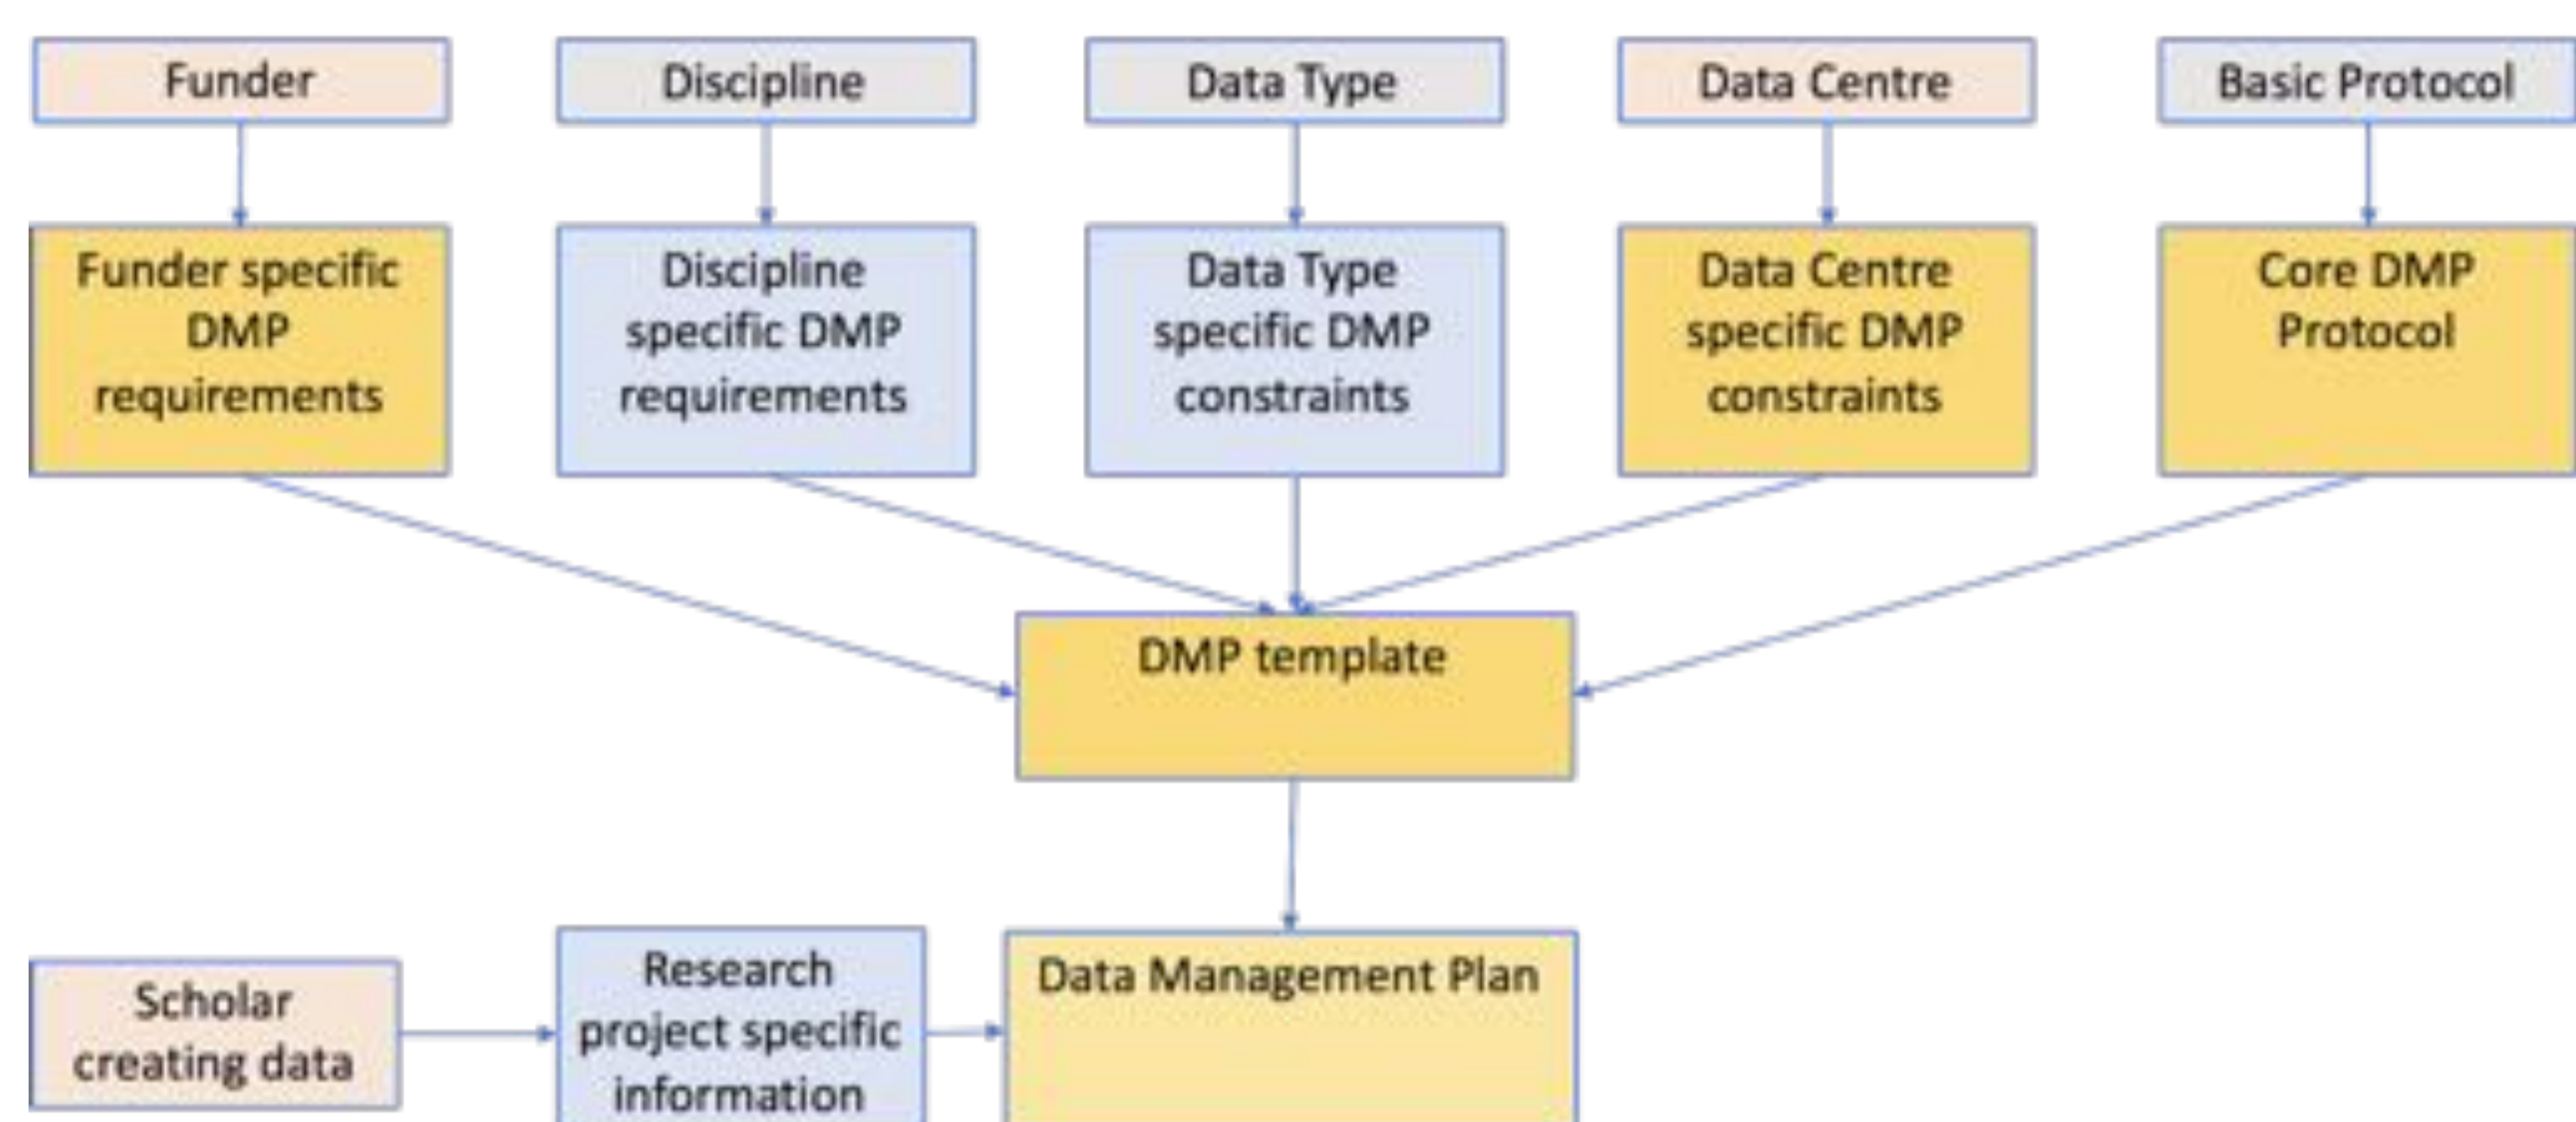 Funder
Discipline
Data Type
Data Centre
Basic Protocol
Funder specific
DMP
requirements
Discipline
specific DMP
requirements
Data Type
specific DMP
constraints
Data Centre
specific DMP
constraints
Core DMP
Protocol
DMP template
Scholar
creating data
Research
project specific
information
Data Management Plan